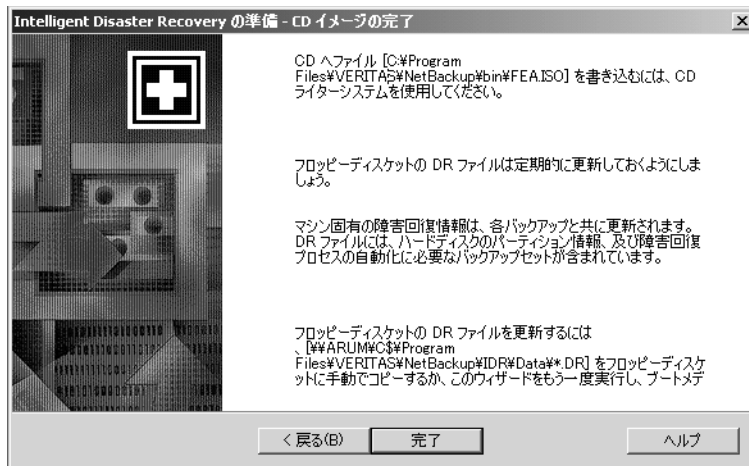 Intelligent Disaster Recovery の準備 - CD イメージの完了
CD へファイル [C:¥Program
Files¥VERITAS¥NetBackup¥bin¥FEA.ISO] を書き込むには、CD
ライターシステムを使用してください。
フロッピーディスケットの DR ファイルは定期的に更新しておくようにしま
しょう。
マシン固有の障害回復情報は、各バックアップと共に更新されます。
DR ファイルには、ハードディスクのパーティション情報、及び障害回復
プロセスの自動化に必要なバックアップセットが含まれています。
フロッピーディスケットの DR ファイルを更新するには
、[¥¥ARUM¥C$¥Program
Files¥VERITAS¥NetBackup¥IDR¥Data¥*.DR] をフロッピーディスケ
ットに手動でコピーするか、このウィザードをもう一度実行し、ブートメデ
< 戻る(B)
完了
ヘルプ